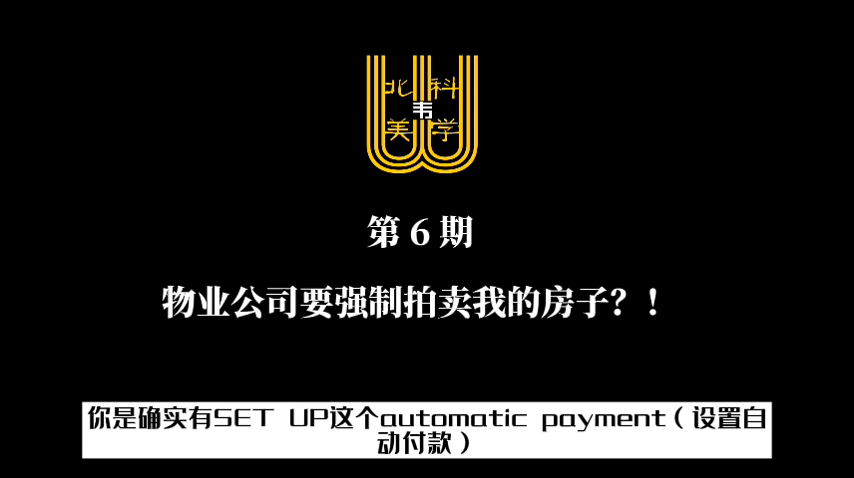 北科
韦
美学
第6期
物业公司要强制拍卖我的房子？！
你是确实有SET UP这个automatic payment（设置自
动付款）